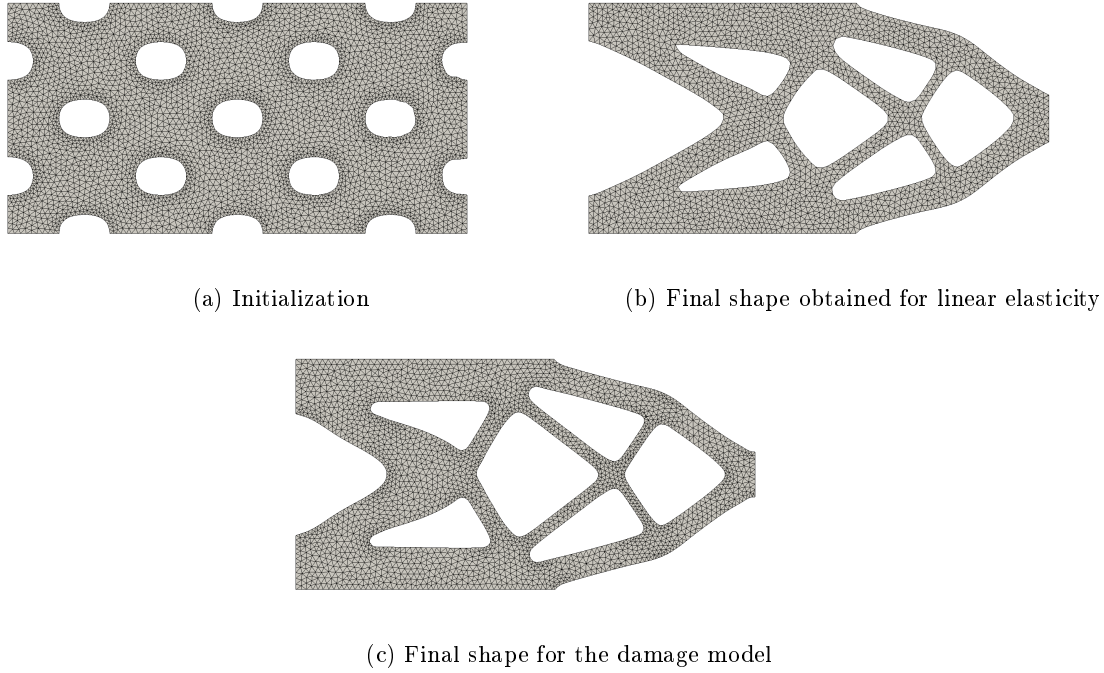 (a) Initialization
(b) Final shape obtained for linear elasticity
(c) Final shape for the damage model